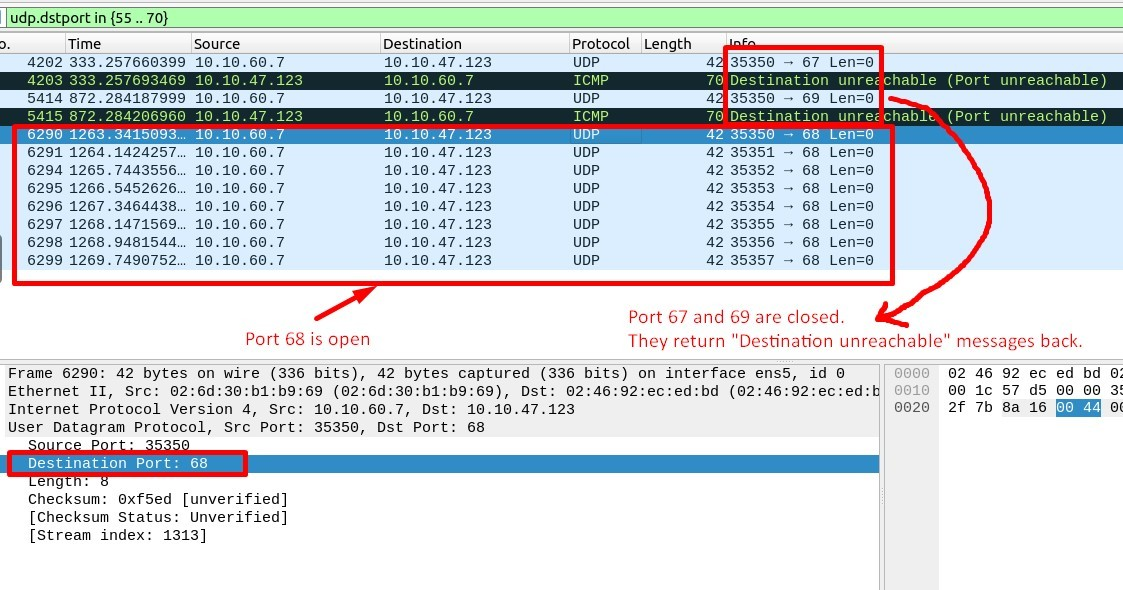 udp.dstport in {55 .. 70}
o. Time Source Destination Protocol Length Info
4202 333.257660399 10.10.60.7 10.10.47.123 UDP 42 35350 → 67 Len=0
4203 333.257693469 10.10.47.123 10.10.60.7 ICMP 70 Destination unreachable (Port unreachable)
5414 872.284187999 10.10.60.7 10.10.47.123 UDP 42 35350 → 69 Len=0
5415 872.284206960 10.10.47.123 10.10.60.7 ICMP 70 Destination unreachable (Port unreachable)
6290 1263.3415093… 10.10.60.7 10.10.47.123 UDP 42 35350 → 68 Len=0
6291 1264.1424257… 10.10.60.7 10.10.47.123 UDP 42 35351 → 68 Len=0
6294 1265.7443556… 10.10.60.7 10.10.47.123 UDP 42 35352 → 68 Len=0
6295 1266.5452626… 10.10.60.7 10.10.47.123 UDP 42 35353 → 68 Len=0
6296 1267.3464438… 10.10.60.7 10.10.47.123 UDP 42 35354 → 68 Len=0
6297 1268.1471569… 10.10.60.7 10.10.47.123 UDP 42 35355 → 68 Len=0
6298 1268.9481544… 10.10.60.7 10.10.47.123 UDP 42 35356 → 68 Len=0
6299 1269.7490752… 10.10.60.7 10.10.47.123 UDP 42 35357 → 68 Len=0
Port 68 is open
Port 67 and 69 are closed.
They return "Destination unreachable" messages back.
Frame 6290: 42 bytes on wire (336 bits), 42 bytes captured (336 bits) on interface ens5, id 0
Ethernet II, Src: 02:6d:30:b1:b9:69 (02:6d:30:b1:b9:69), Dst: 02:46:92:ec:ed:bd (02:46:92:ec:ed:b
Internet Protocol Version 4, Src: 10.10.60.7, Dst: 10.10.47.123
User Datagram Protocol, Src Port: 35350, Dst Port: 68
Source Port: 35350
Destination Port: 68
Length: 8
Checksum: 0xf5ed [unverified]
[Checksum Status: Unverified]
[Stream index: 1313]
0000 02 46 92 ec ed bd 02
0010 00 1c 57 d5 00 00 35
0020 2f 7b 8a 16 00 44 00